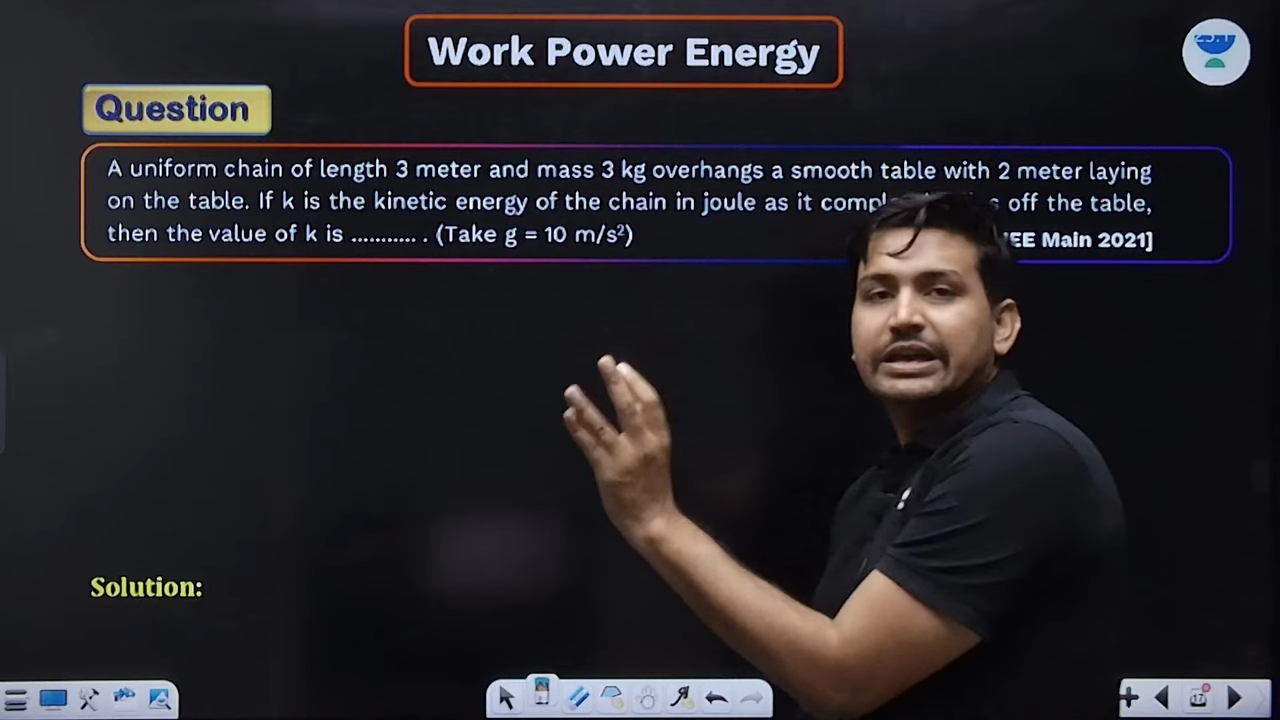 Work Power Energy
Question
A uniform chain of length 3 meter and mass 3 kg overhangs a smooth table with 2 meter laying
on the table. If k is the kinetic energy of the chain in joule as it off the table,
then the value of k is ........... . (Take g = 10 m/s²)
Main 2021]
Solution:
17